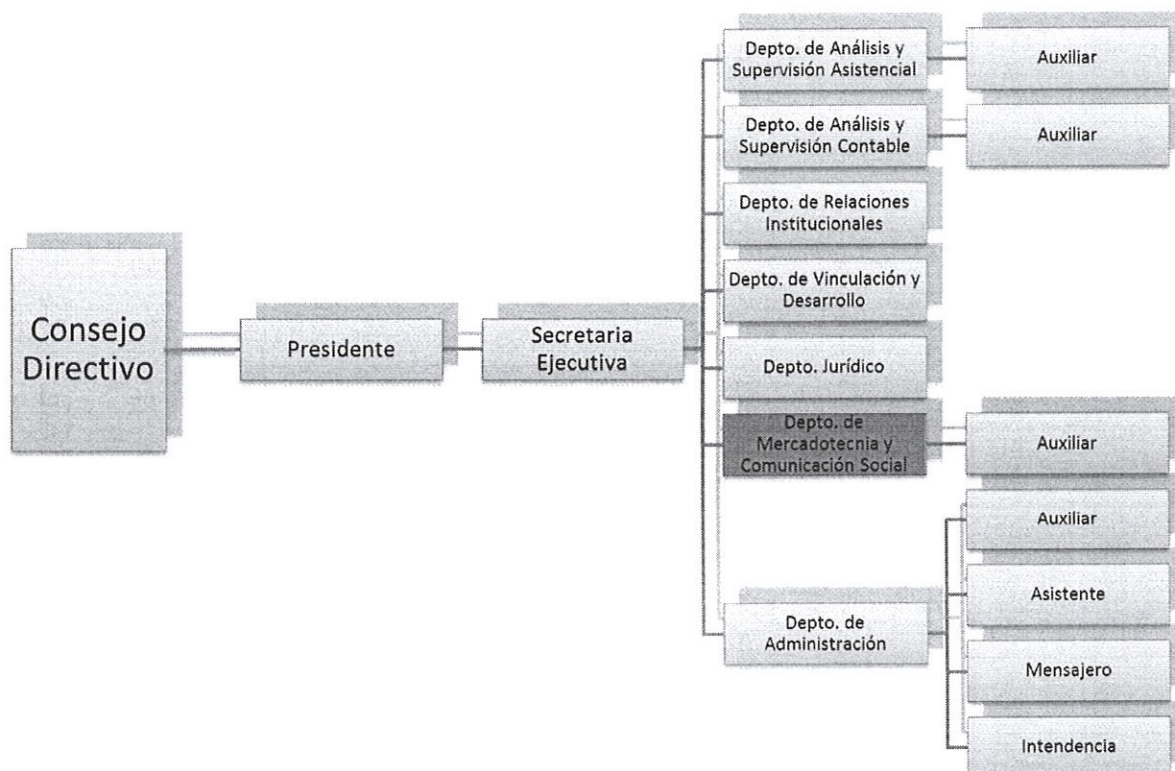 Consejo
Directivo
Presidente
Secretaria
Ejecutiva
Depto. de Análisis y
Supervisión Asistencial
Auxiliar
Depto. de Análisis y
Supervisión Contable
Auxiliar
Depto. de Relaciones
Institucionales
Depto. de Vinculación y
Desarrollo
Depto. Jurídico
Depto. de
Mercadotecnia y
Comunicación Social
Auxiliar
Depto. de
Administración
Auxiliar
Asistente
Mensajero
Intendencia